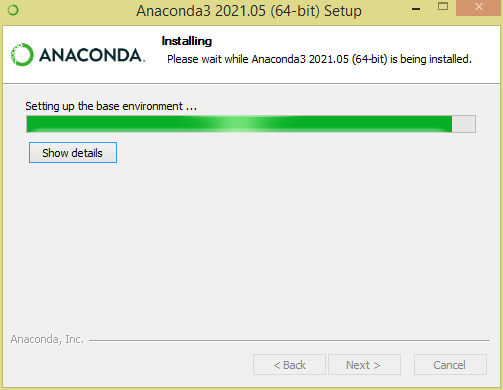 Anaconda3 2021.05 (64-bit) Setup
ANACONDA.
Installing
Please wait while Anaconda3 2021.05 (64-bit) is being installed.
Setting up the base environment ...
Show details
Anaconda, Inc.
< Back
Next >
Cancel